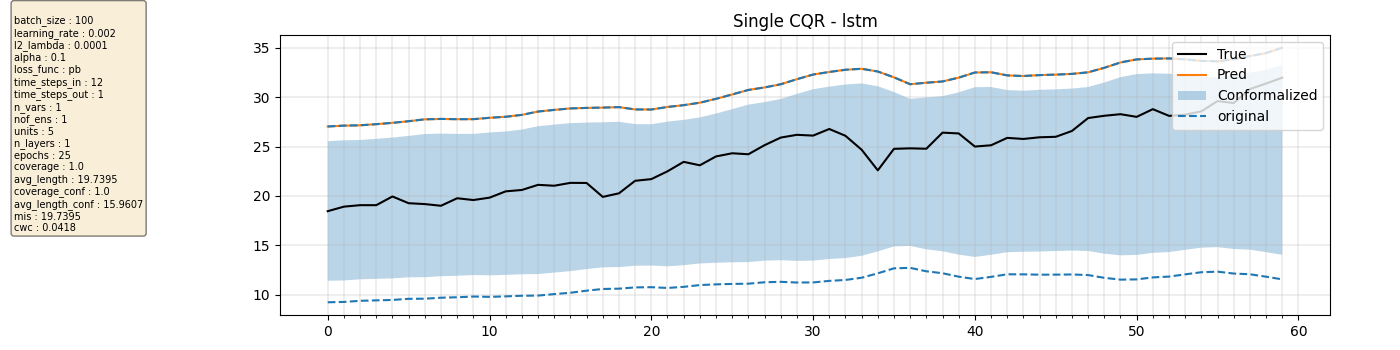 batch_size : 100
learning_rate : 0.002
l2_lambda : 0.0001
alpha : 0.1
loss_func : pb
time_steps_in : 12
time_steps_out : 1
n_vars : 1
nof_ens : 1
units : 5
n_layers : 1
epochs : 25
coverage : 1.0
avg_length : 19.7395
coverage_conf : 1.0
avg_length_conf : 15.9607
mis : 19.7395
cwc : 0.0418
Single CQR - lstm
35
30
25
20
15
10
True
Pred
Conformalized
original
0 10 20 30 40 50 60